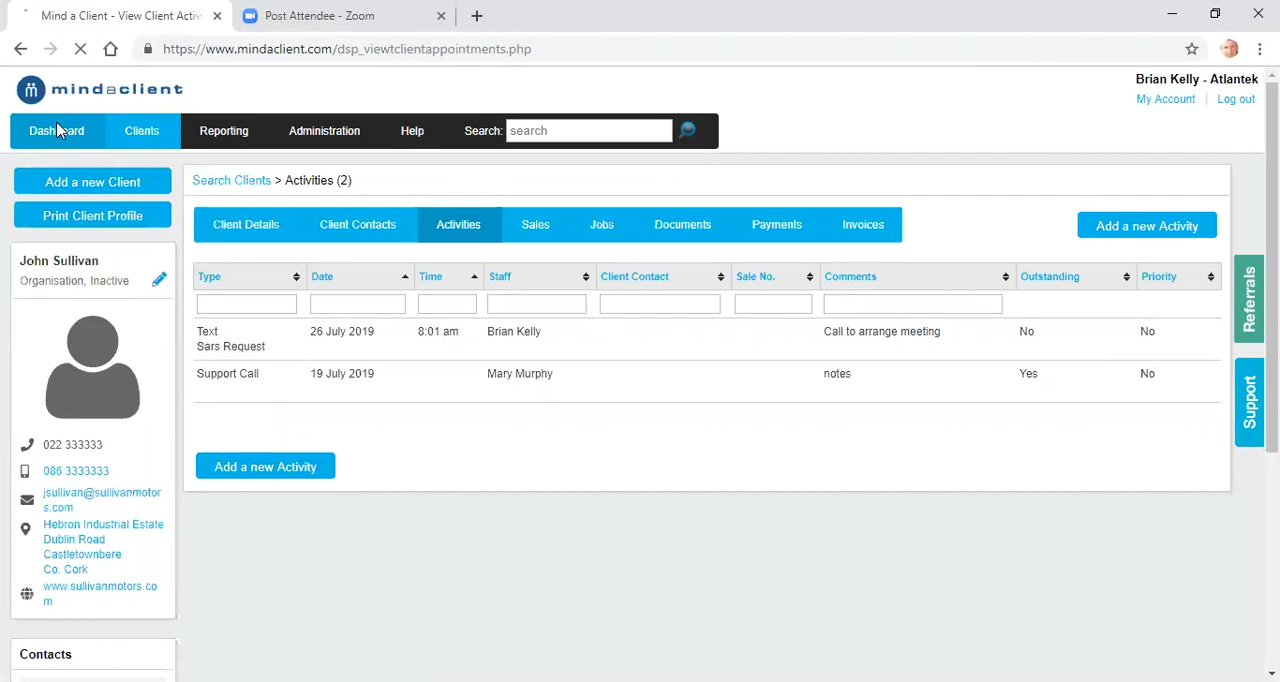 Mind a Client - View Client Activ
Post Attendee - Zoom
https://www.mindaclient.com/dsp_viewtclientappointments.php
mindaclient
Brian Kelly - Atlantek
My Account | Log out
Dashboard Clients Reporting Administration Help Search: search
Add a new Client
Print Client Profile
John Sullivan
Organisation, Inactive
022 333333
086 3333333
jsullivan@sullivanmotor
s.com
Hebron Industrial Estate
Dublin Road
Castletownbere
Co. Cork
www.sullivanmotors.co
m
Contacts
Search Clients > Activities (2)
Client Details Client Contacts Activities Sales Jobs Documents Payments Invoices
Add a new Activity
Type Date Time Staff Client Contact Sale No. Comments Outstanding Priority
Text 26 July 2019 8:01 am Brian Kelly Call to arrange meeting No No
Sars Request
Support Call 19 July 2019 Mary Murphy notes Yes No
Add a new Activity
Referrals
Support